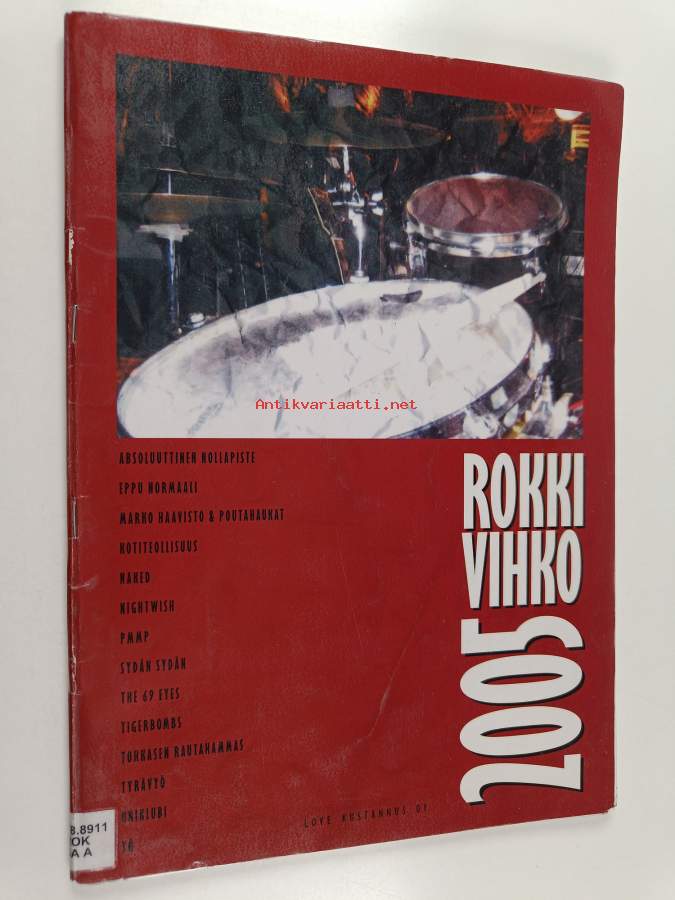 Antikvariaatti.net
ABSOLUUTTINEN NOLLAPISTE
EPPU NORMAALI
MARKO HAAVISTO & POUTAHAUKAT
KOTITEOLLISUUS
NAKED
NIGHTWISH
PMMP
SYDÄN SYDÄN
THE 69 EYES
TIGERBOMBS
TUHKASEN RAUTAHAMMAS
TYRÄVYÖ
UNIKLUBI
YÖ
ROKKI
VIHKO
2005
LOVE KUSTANNUS OY
8.8911
OK
A A